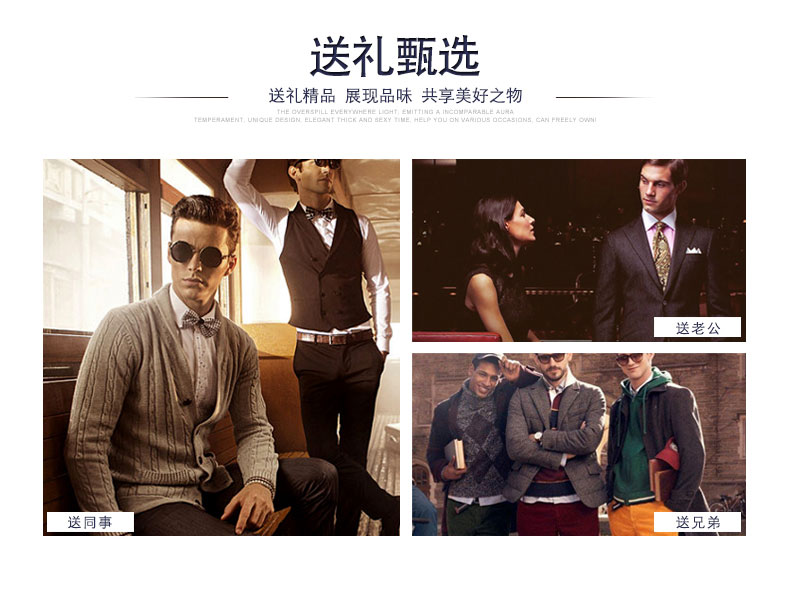 送礼甄选
送礼精品 展现品味 共享美好之物
THE OVERSPILL EVERYWHERE LIGHT, EMITTING A INCOMPARABLE AURA
TEMPERAMENT. UNIQUE DESIGN. ELEGANT THICK AND SEXY TIME, HELP YOU ON VARIOUS OCCASIONS, CAN FREELY OWN!
送老公
送同事
送兄弟